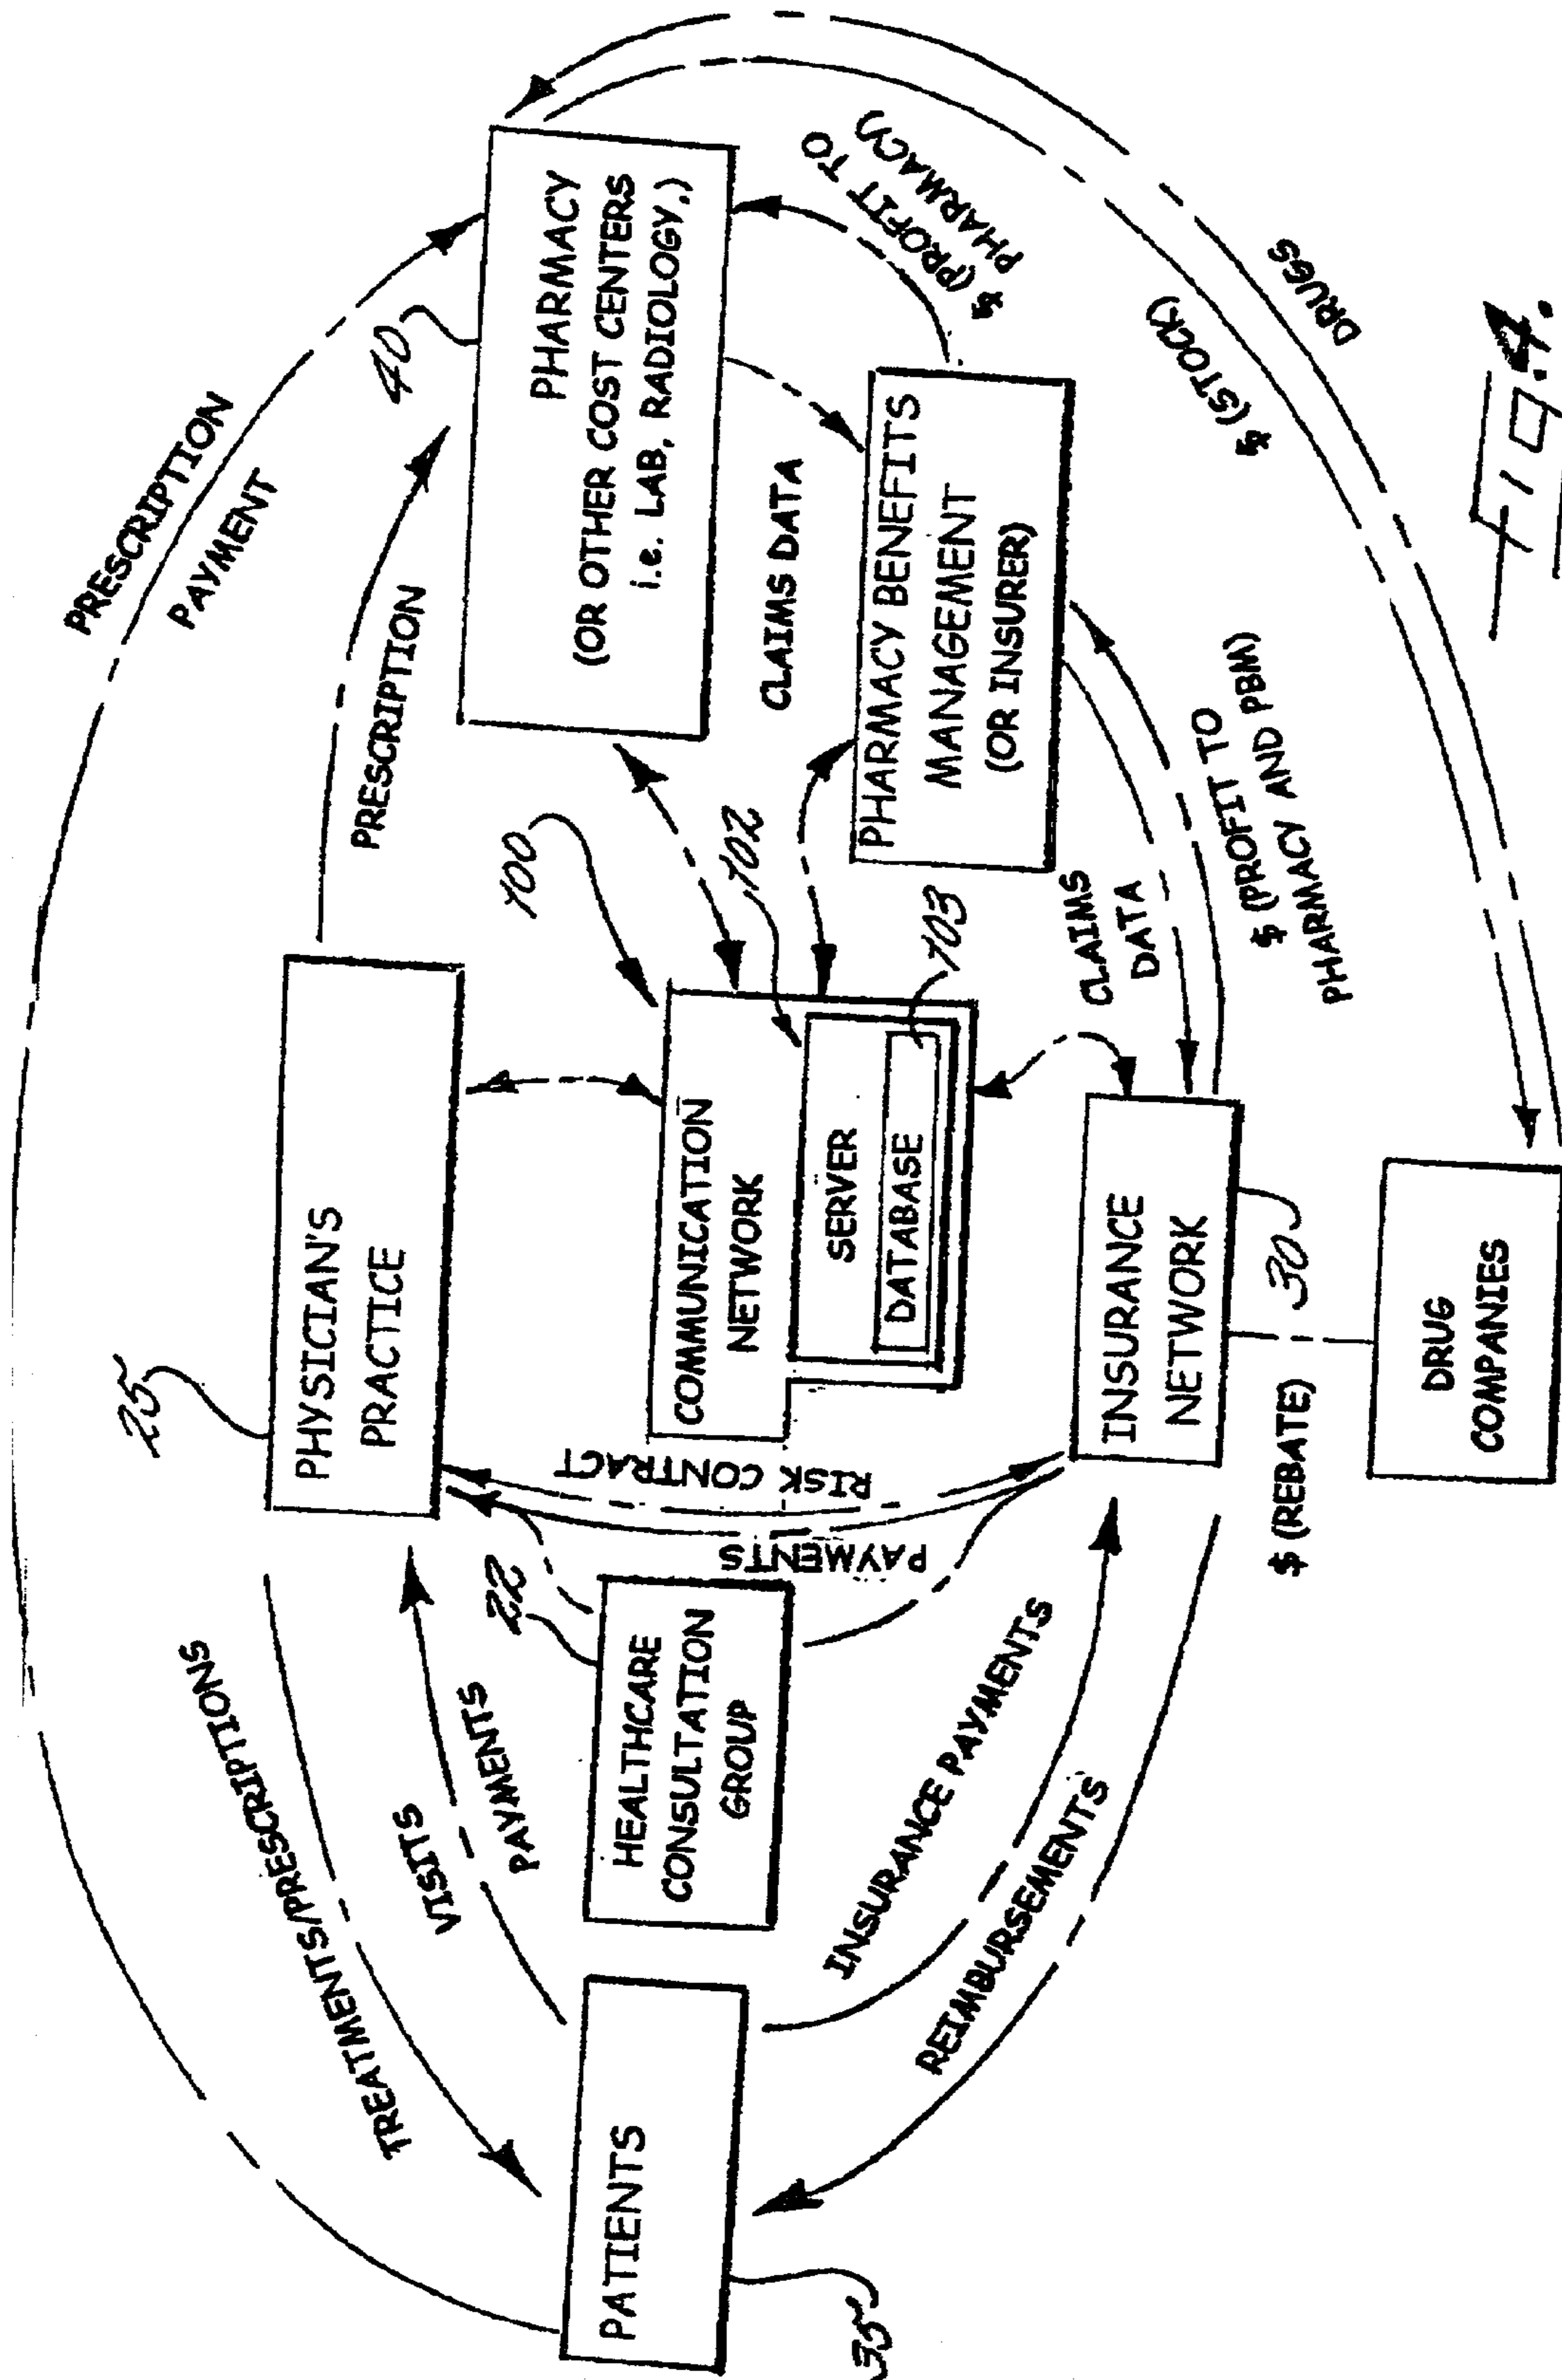 PRESCRIPTION
PAYMENT
TREATMENTS/PRESCRIPTIONS
VISITS
PAYMENTS
25
PHYSICIAN'S
PRACTICE
PRESCRIPTION
40
PHARMACY
(OR OTHER COST CENTERS
i.e. LAB, RADIOLOGY,)
22
HEALTHCARE
CONSULTATION
GROUP
PAYMENTS
RISK CONTRACT
100
COMMUNICATION
NETWORK
102
SERVER
DATABASE
103
CLAIMS DATA
$ (PROFIT TO
PHARMACY)
PHARMACY BENEFITS
MANAGEMENT
(OR INSURER)
PATIENTS
35
INSURANCE PAYMENTS
REIMBURSEMENTS
INSURANCE
NETWORK
30
CLAIMS
DATA
$ (PROFIT TO
PHARMACY AND PBM)
$ (STOCK)
DRUGS
$ (REBATE)
DRUG
COMPANIES
Fig. 4.